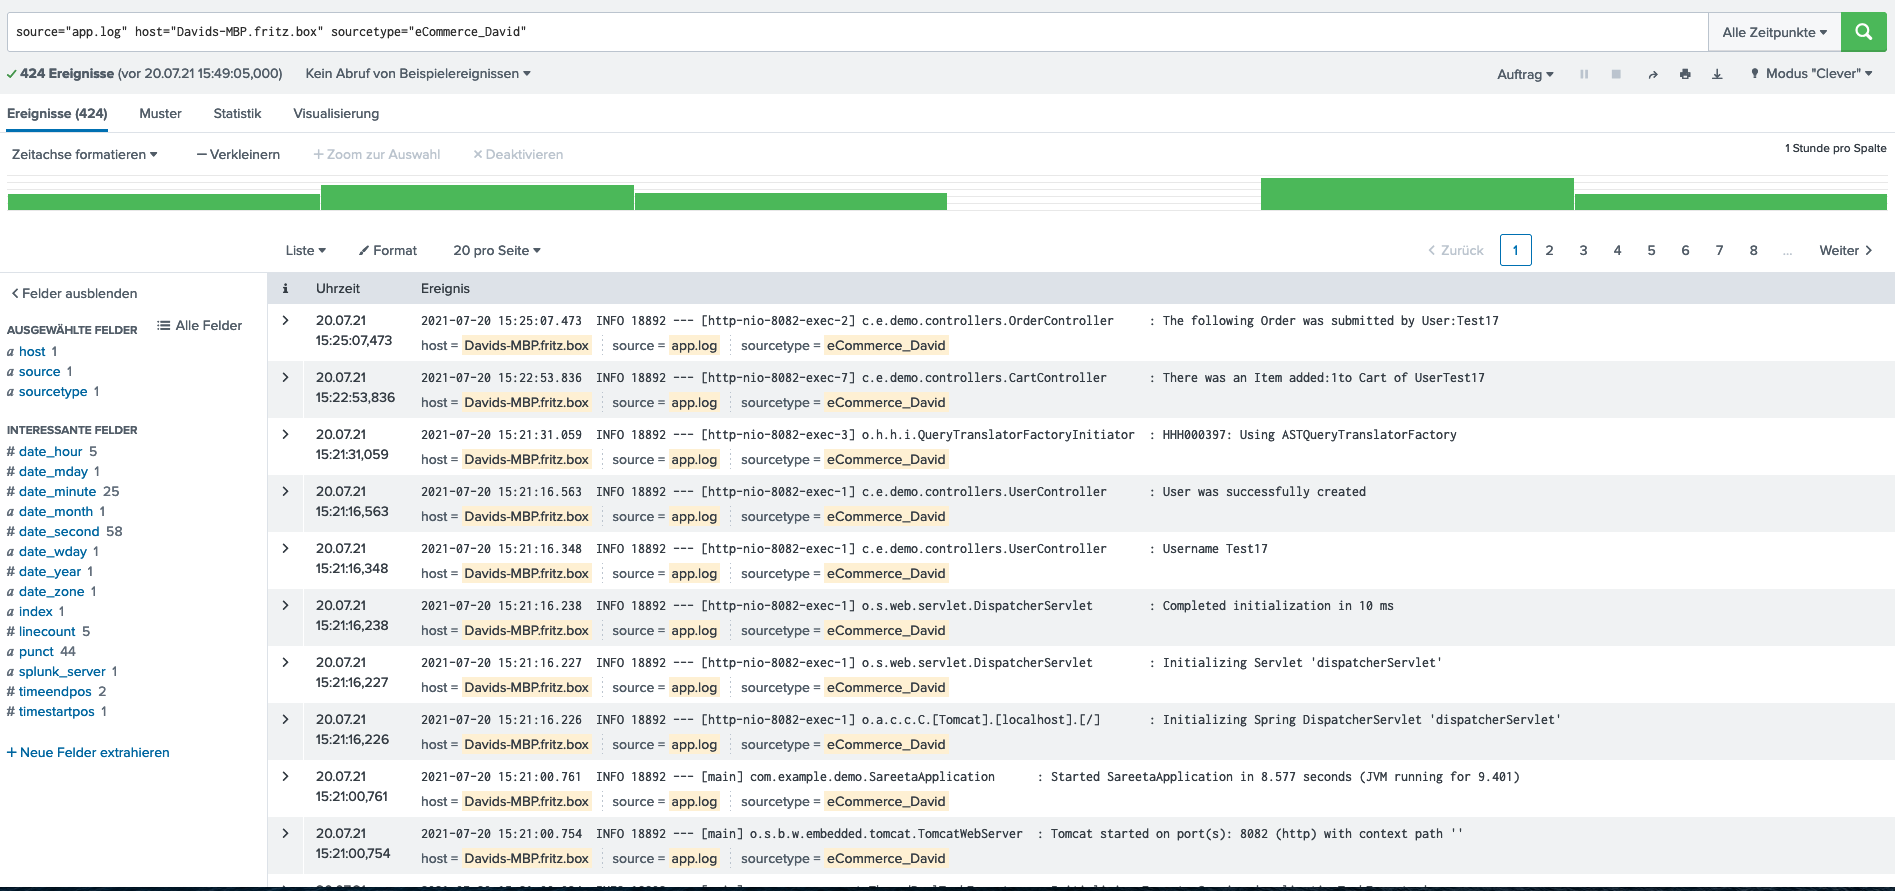 source="app.log" host="Davids-MBP.fritz.box" sourcetype="eCommerce_David"
Alle Zeitpunkte
424 Ereignisse (vor 20.07.21 15:49:05,000) Kein Abruf von Beispielereignissen
Auftrag Modus "Clever"
Ereignisse (424) Muster Statistik Visualisierung
Zeitachse formatieren — Verkleinern + Zoom zur Auswahl × Deaktivieren
1 Stunde pro Spalte
Liste Format 20 pro Seite
< Zurück 1 2 3 4 5 6 7 8 ... Weiter >
< Felder ausblenden
AUSGEWÄHLTE FELDER Alle Felder
a host 1
a source 1
a sourcetype 1
INTERESSANTE FELDER
# date_hour 5
# date_mday 1
# date_minute 25
a date_month 1
# date_second 58
a date_wday 1
# date_year 1
a date_zone 1
a index 1
# linecount 5
a punct 44
a splunk_server 1
# timeendpos 2
# timestartpos 1
+ Neue Felder extrahieren
i Uhrzeit Ereignis
> 20.07.21 15:25:07,473
2021-07-20 15:25:07.473 INFO 18892 --- [http-nio-8082-exec-2] c.e.demo.controllers.OrderController : The following Order was submitted by User:Test17
host = Davids-MBP.fritz.box source = app.log sourcetype = eCommerce_David
> 20.07.21 15:22:53,836
2021-07-20 15:22:53.836 INFO 18892 --- [http-nio-8082-exec-7] c.e.demo.controllers.CartController : There was an Item added:1to Cart of UserTest17
host = Davids-MBP.fritz.box source = app.log sourcetype = eCommerce_David
> 20.07.21 15:21:31,059
2021-07-20 15:21:31.059 INFO 18892 --- [http-nio-8082-exec-3] o.h.h.i.QueryTranslatorFactoryInitiator : HHH000397: Using ASTQueryTranslatorFactory
host = Davids-MBP.fritz.box source = app.log sourcetype = eCommerce_David
> 20.07.21 15:21:16,563
2021-07-20 15:21:16.563 INFO 18892 --- [http-nio-8082-exec-1] c.e.demo.controllers.UserController : User was successfully created
host = Davids-MBP.fritz.box source = app.log sourcetype = eCommerce_David
> 20.07.21 15:21:16,348
2021-07-20 15:21:16.348 INFO 18892 --- [http-nio-8082-exec-1] c.e.demo.controllers.UserController : Username Test17
host = Davids-MBP.fritz.box source = app.log sourcetype = eCommerce_David
> 20.07.21 15:21:16,238
2021-07-20 15:21:16.238 INFO 18892 --- [http-nio-8082-exec-1] o.s.web.servlet.DispatcherServlet : Completed initialization in 10 ms
host = Davids-MBP.fritz.box source = app.log sourcetype = eCommerce_David
> 20.07.21 15:21:16,227
2021-07-20 15:21:16.227 INFO 18892 --- [http-nio-8082-exec-1] o.s.web.servlet.DispatcherServlet : Initializing Servlet 'dispatcherServlet'
host = Davids-MBP.fritz.box source = app.log sourcetype = eCommerce_David
> 20.07.21 15:21:16,226
2021-07-20 15:21:16.226 INFO 18892 --- [http-nio-8082-exec-1] o.a.c.c.C.[Tomcat].[localhost].[/] : Initializing Spring DispatcherServlet 'dispatcherServlet'
host = Davids-MBP.fritz.box source = app.log sourcetype = eCommerce_David
> 20.07.21 15:21:00,761
2021-07-20 15:21:00.761 INFO 18892 --- [main] com.example.demo.SareetaApplication : Started SareetaApplication in 8.577 seconds (JVM running for 9.401)
host = Davids-MBP.fritz.box source = app.log sourcetype = eCommerce_David
> 20.07.21 15:21:00,754
2021-07-20 15:21:00.754 INFO 18892 --- [main] o.s.b.w.embedded.tomcat.TomcatWebServer : Tomcat started on port(s): 8082 (http) with context path ''
host = Davids-MBP.fritz.box source = app.log sourcetype = eCommerce_David